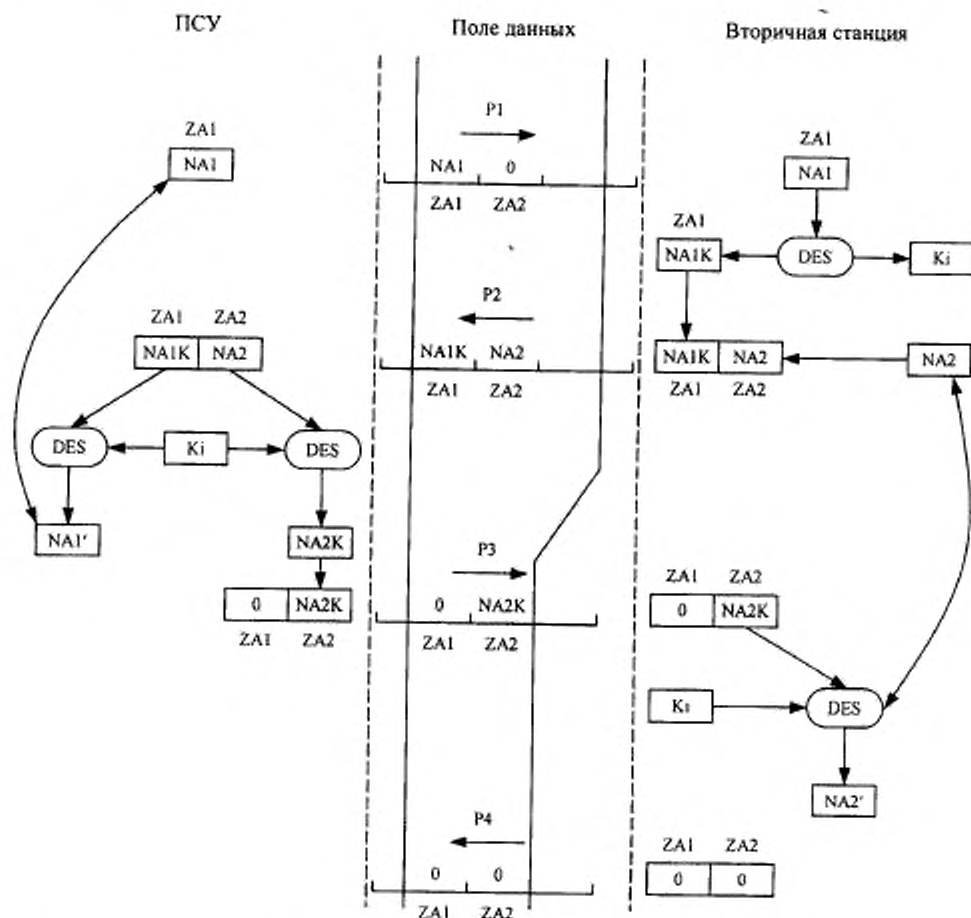 ПСУ
Поле данных
Вторичная станция
P1
ZA1
NA1
ZA1
NA1
NA1 0
ZA1 ZA2
ZA1
NA1K
DES
Ki
P2
ZA1 ZA2
NA1K NA2
NA1K NA2
ZA1 ZA2
NA1K NA2
NA2
ZA1 ZA2
DES
Ki
DES
NA1'
NA2K
P3
ZA1 ZA2
0 NA2K
0 NA2K
0 NA2K
ZA1 ZA2
ZA1 ZA2
Ki
DES
NA2'
P4
ZA1 ZA2
0 0
0 0
ZA1 ZA2